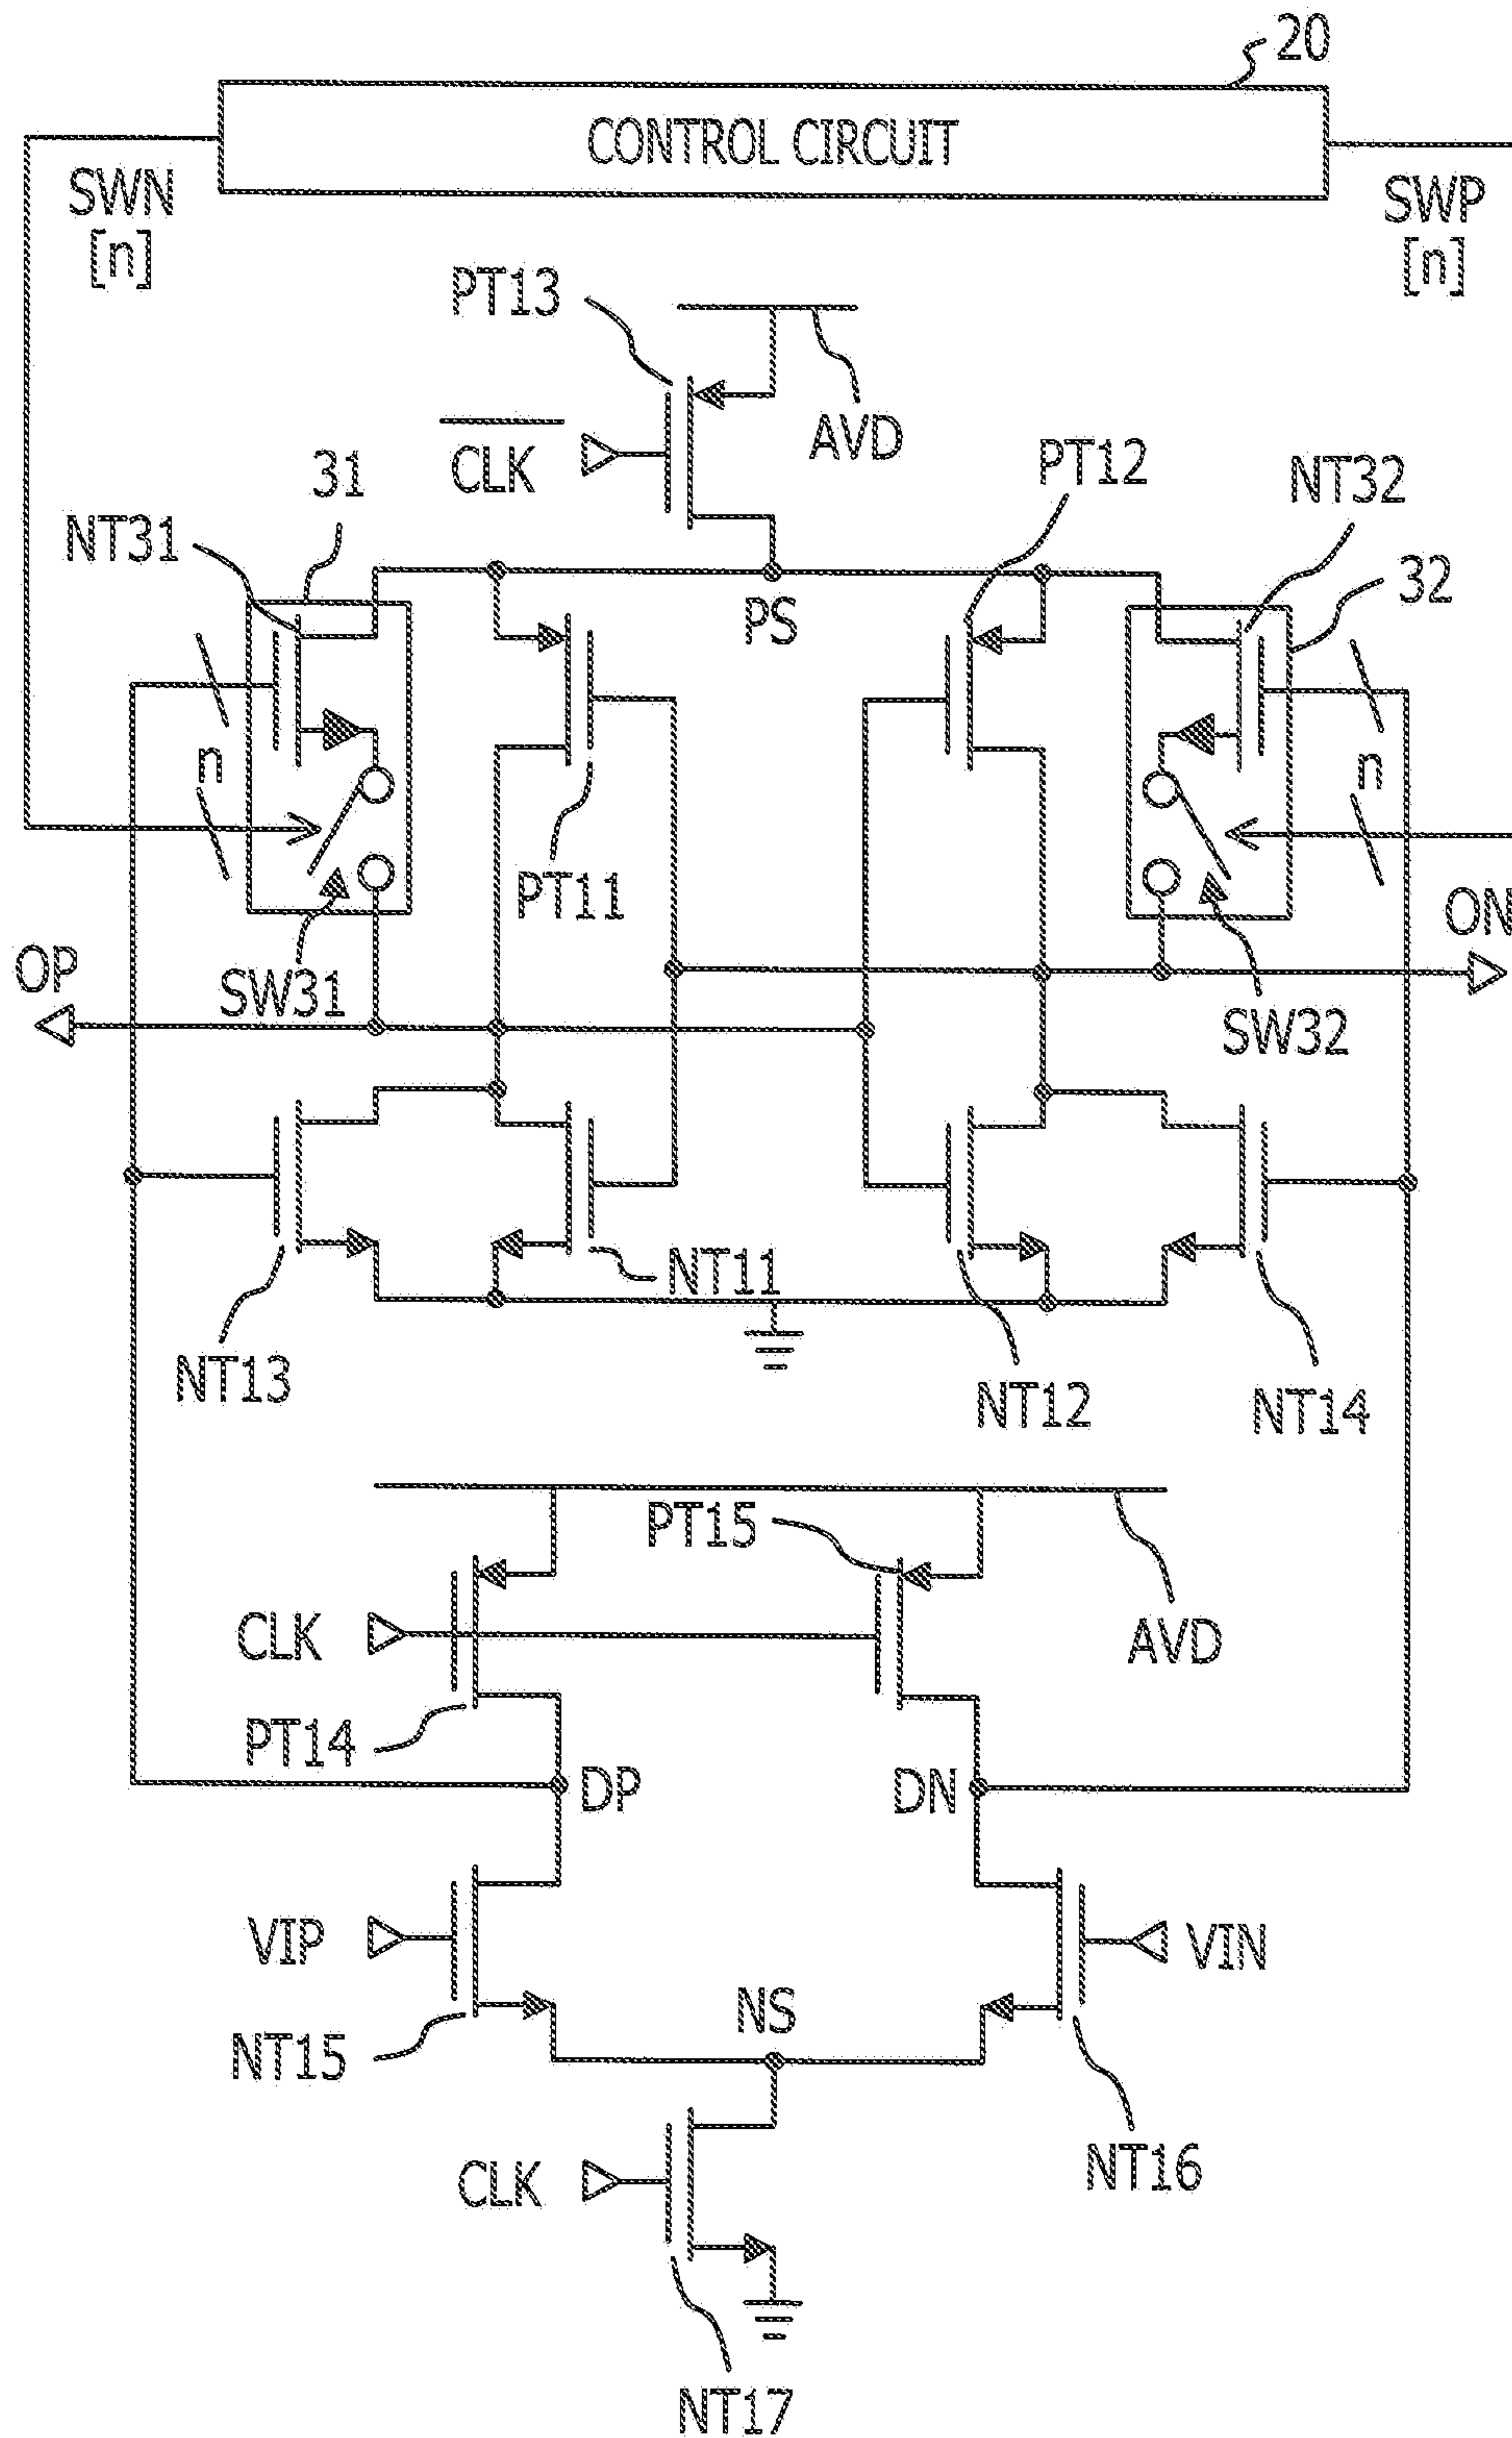 20
CONTROL CIRCUIT
SWN
[n]
SWP
[n]
PT13
AVD
CLK
PT12
31
NT31
NT32
32
PS
n
n
PT11
SW31
OP
ON
SW32
NT11
NT13
NT12
NT14
PT15
CLK
AVD
PT14
DP
DN
VIP
VIN
NS
NT15
NT16
CLK
NT17